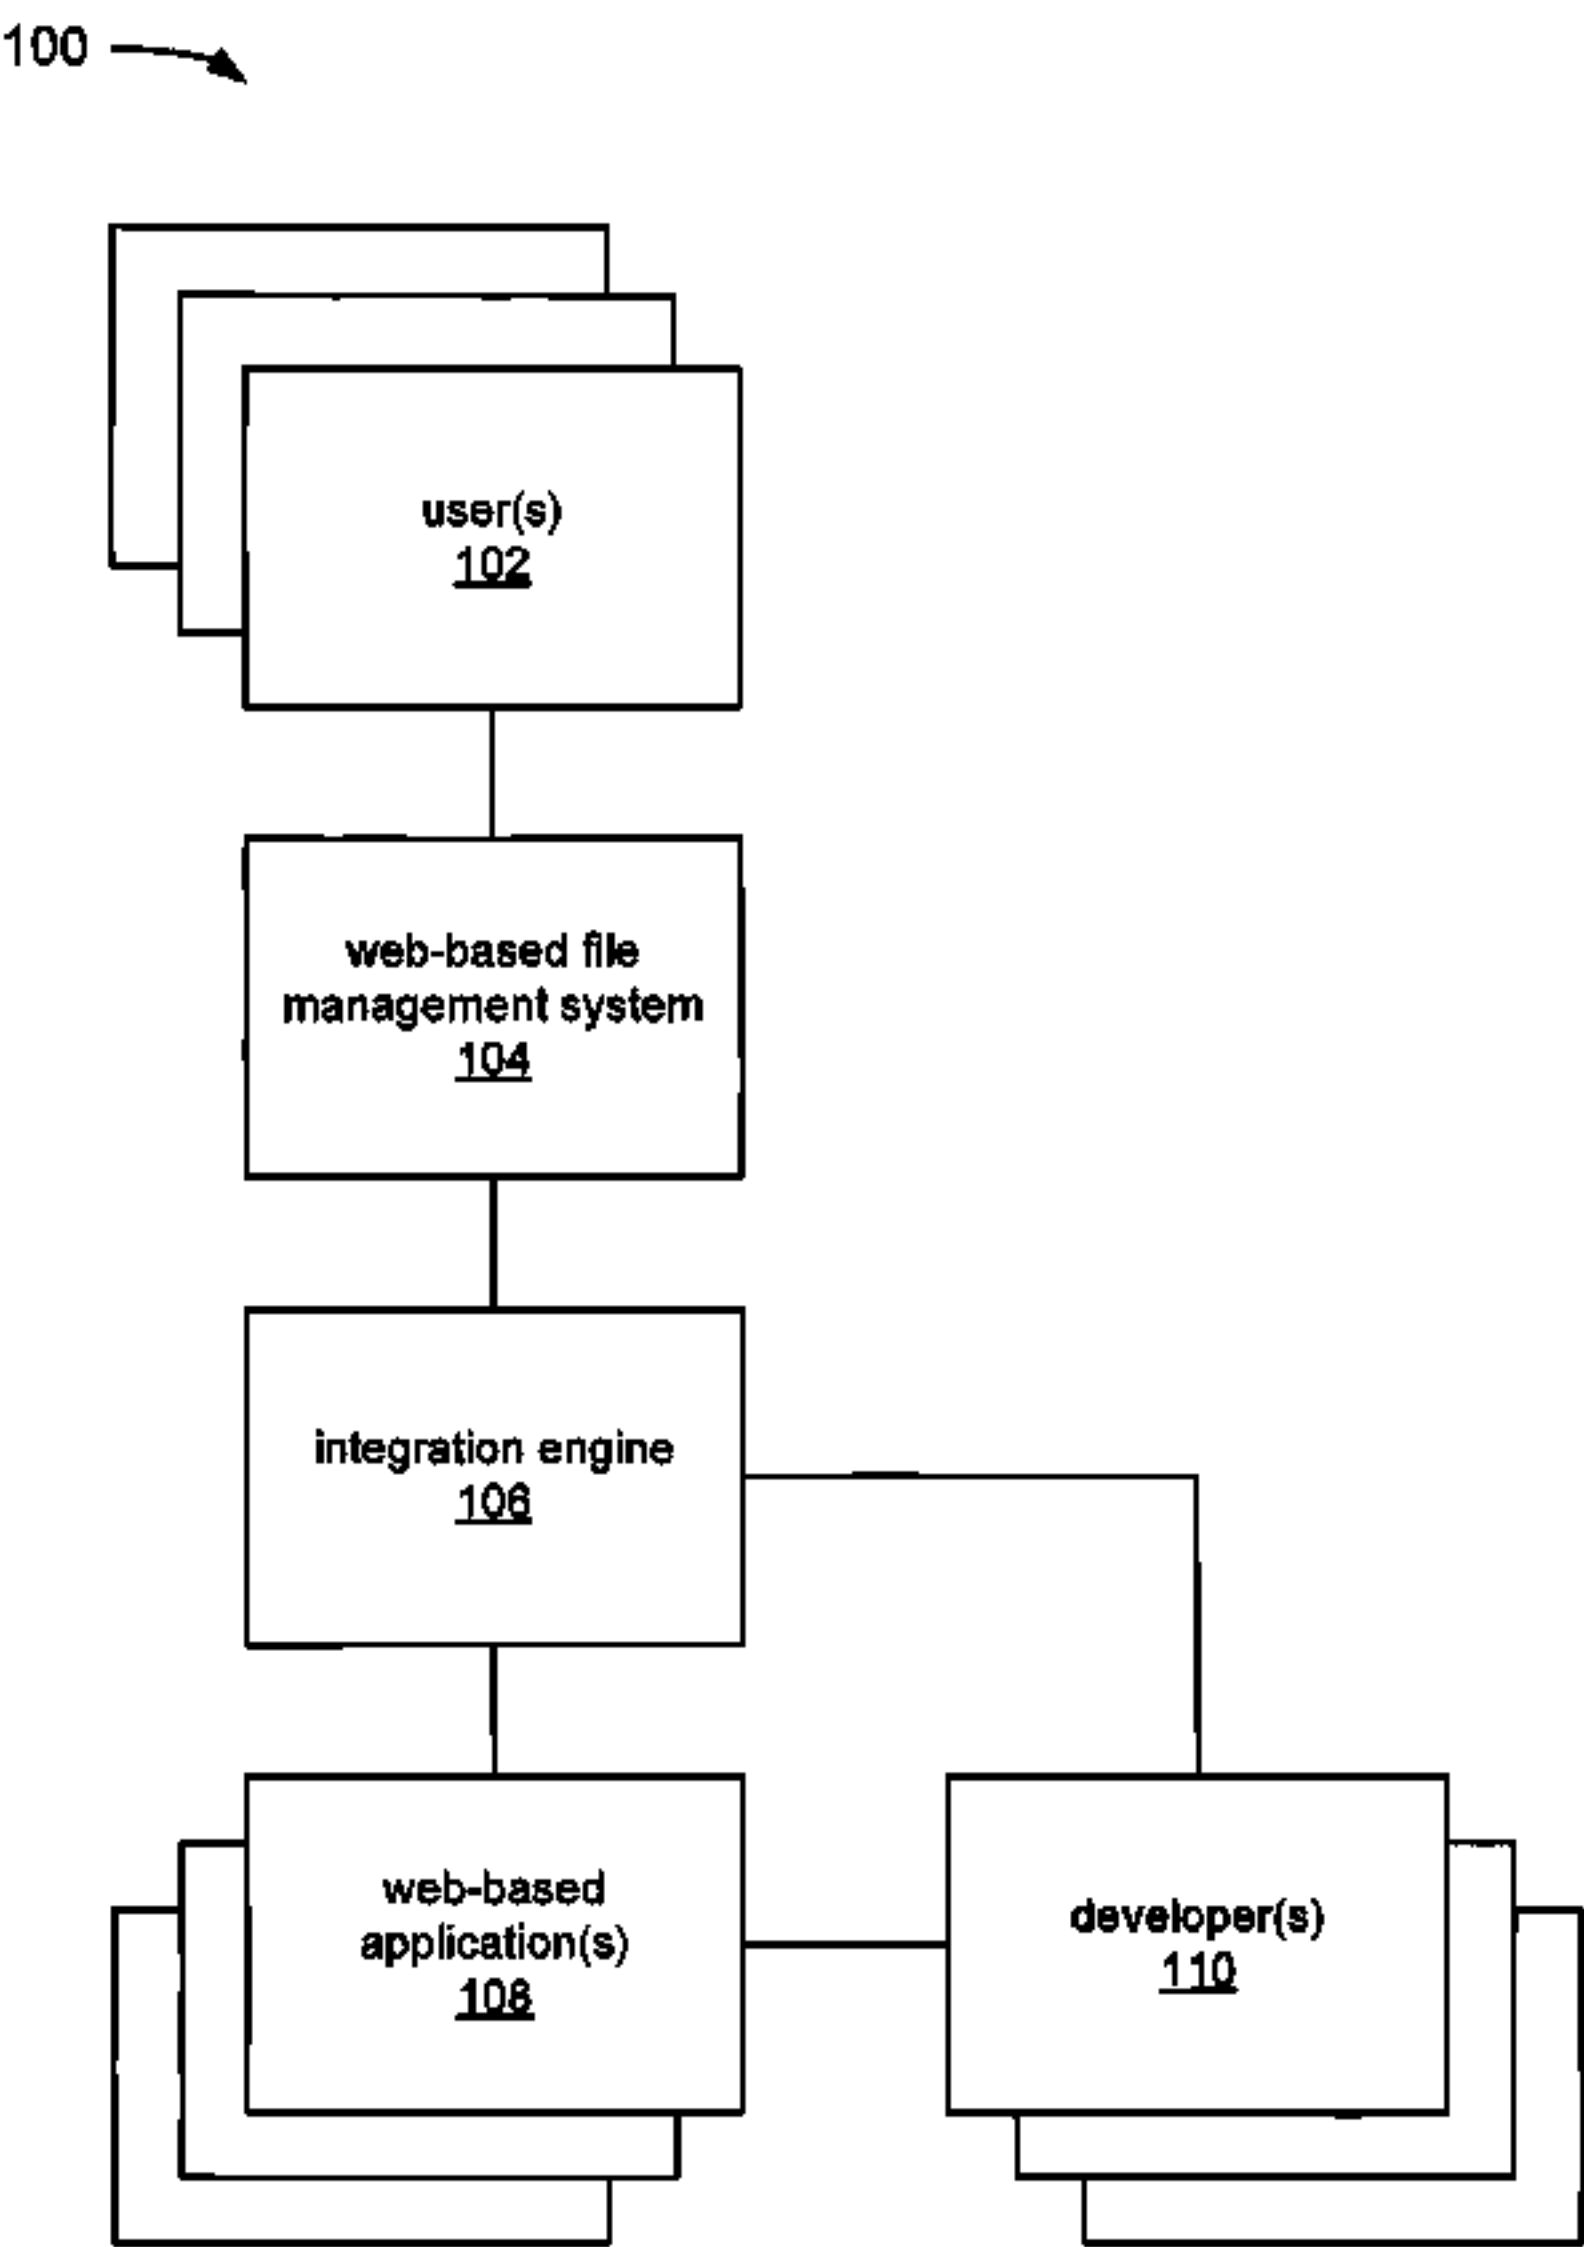 100
user(s)
102
web-based file
management system
104
integration engine
106
web-based
application(s)
108
developer(s)
110